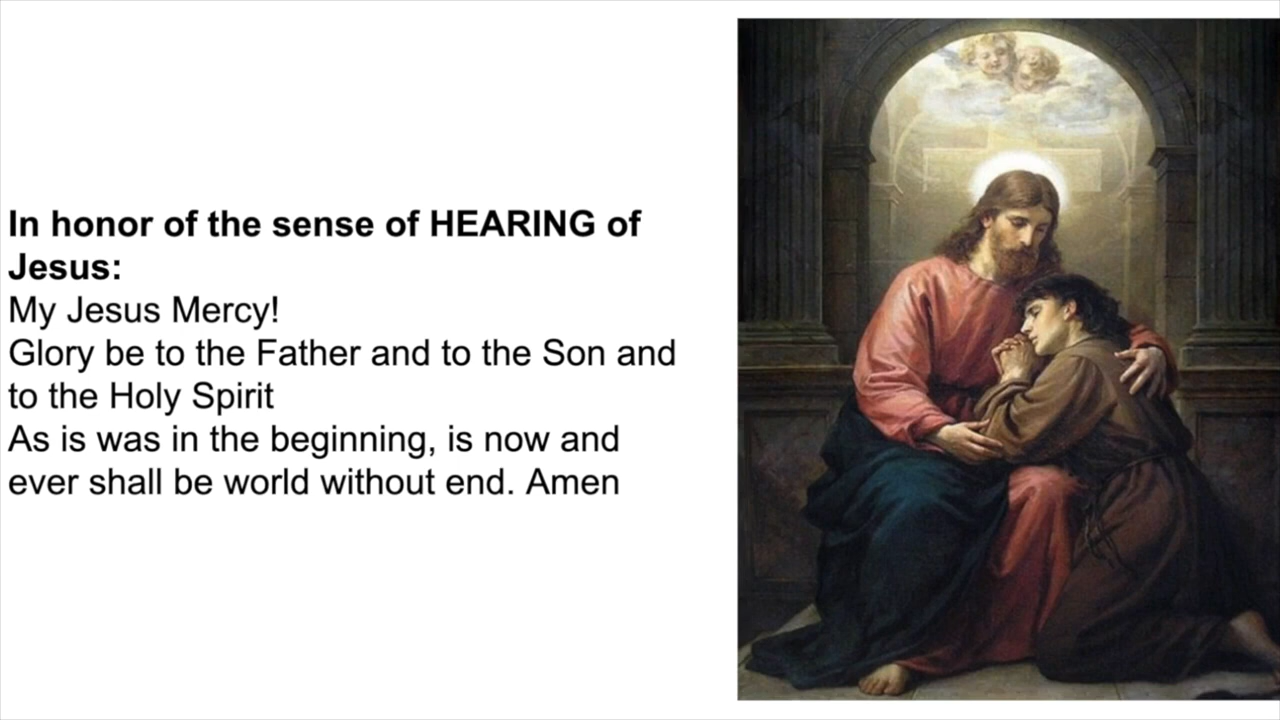 In honor of the sense of HEARING of
Jesus:
My Jesus Mercy!
Glory be to the Father and to the Son and
to the Holy Spirit
As is was in the beginning, is now and
ever shall be world without end. Amen